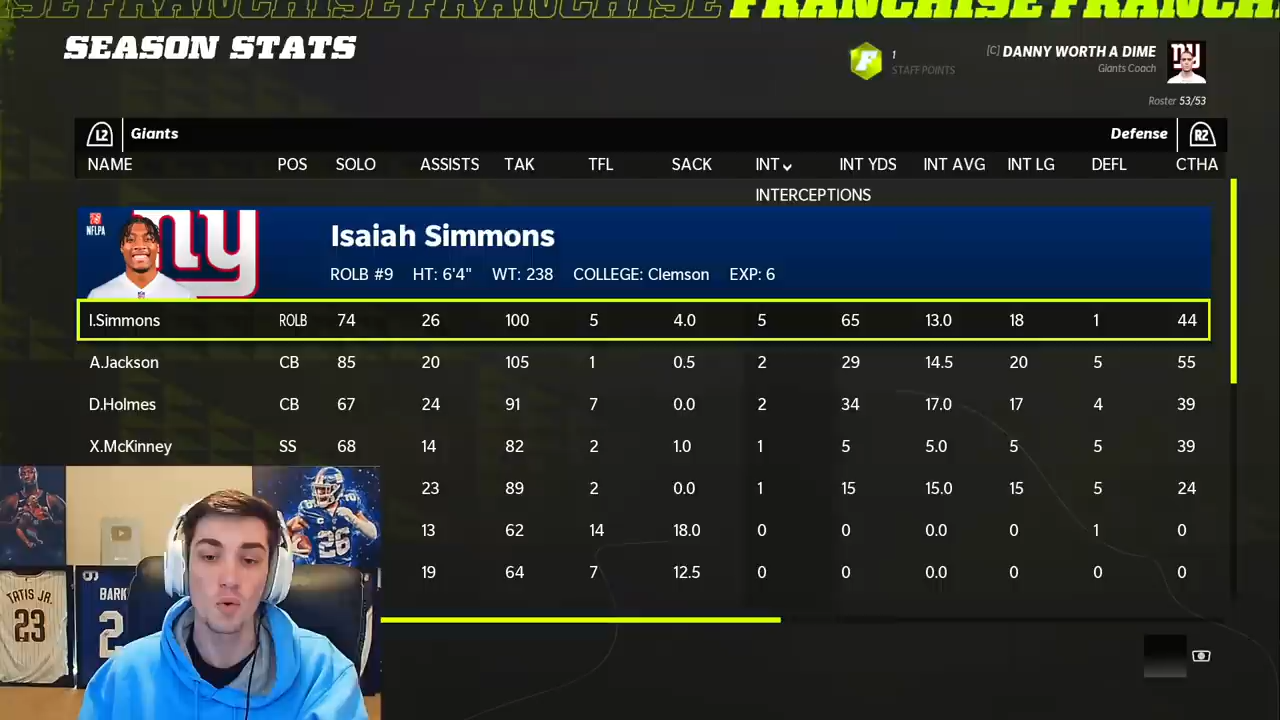 FRANCHISE FRANCHISE FRANCHISE
SEASON STATS
1
STAFF POINTS
[C] DANNY WORTH A DIME
Giants Coach
ny
Roster 53/53
L2 Giants
Defense R2
NAME POS SOLO ASSISTS TAK TFL SACK INT INT YDS INT AVG INT LG DEFL CTHA
INTERCEPTIONS
NFLPA
ny
Isaiah Simmons
ROLB #9 HT: 6'4" WT: 238 COLLEGE: Clemson EXP: 6
I.Simmons ROLB 74 26 100 5 4.0 5 65 13.0 18 1 44
A.Jackson CB 85 20 105 1 0.5 2 29 14.5 20 5 55
D.Holmes CB 67 24 91 7 0.0 2 34 17.0 17 4 39
X.McKinney SS 68 14 82 2 1.0 1 5 5.0 5 5 39
23 89 2 0.0 1 15 15.0 15 5 24
13 62 14 18.0 0 0 0.0 0 1 0
19 64 7 12.5 0 0 0.0 0 0 0
26
TATIS JR.
23
BARK
2